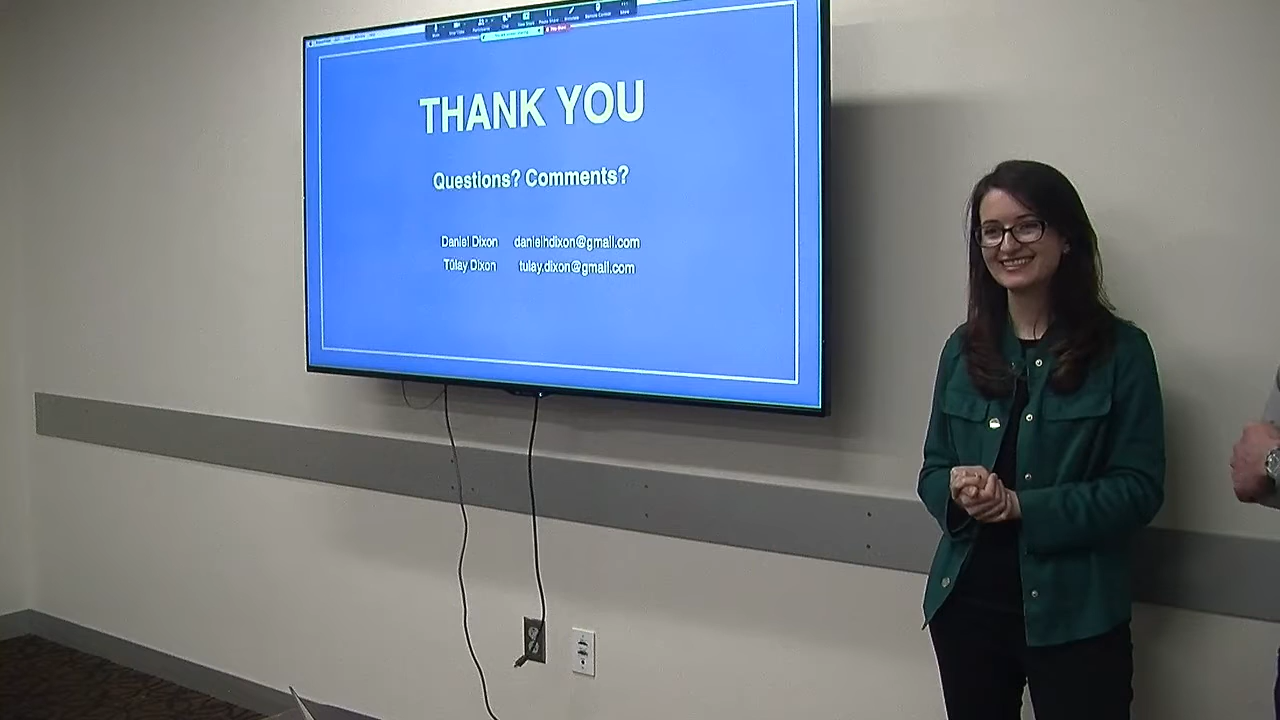 THANK YOU
Questions? Comments?
Daniel Dixon danielhdixon@gmail.com
Tülay Dixon tulay.dixon@gmail.com